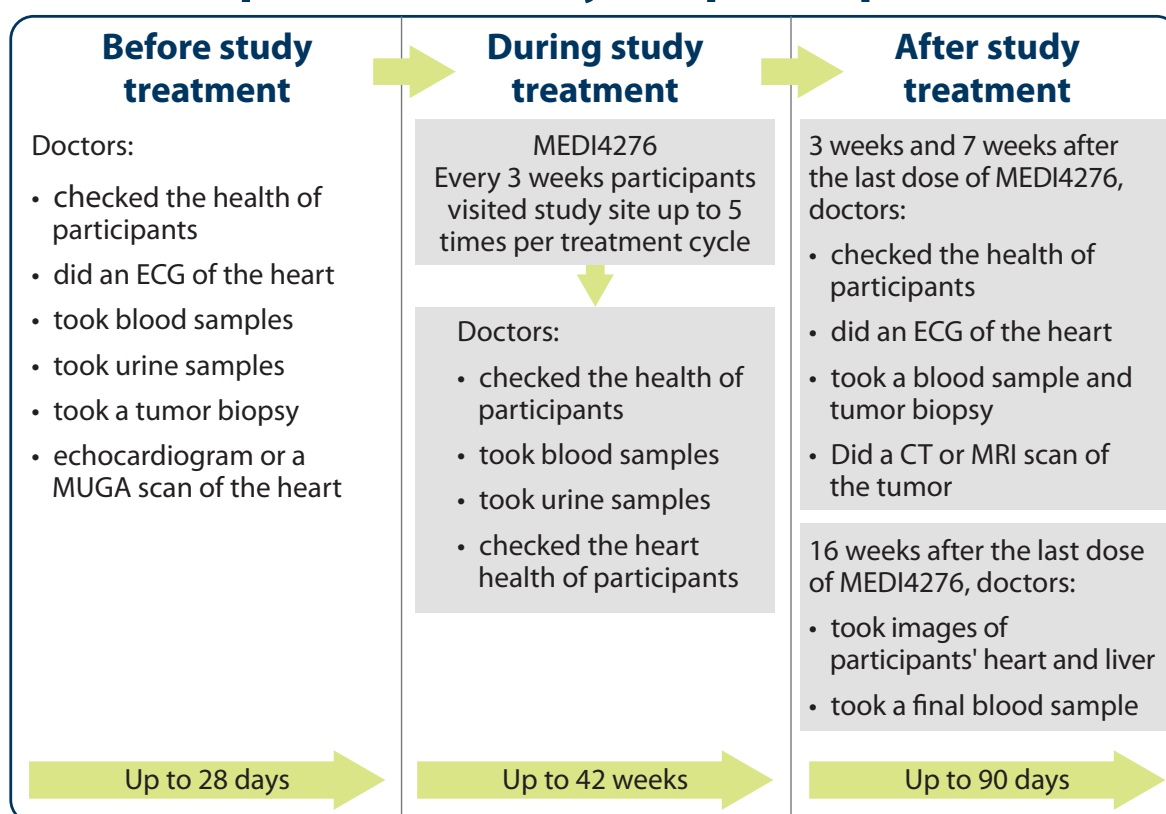 Before study
treatment
During study
treatment
After study
treatment
Doctors:
• checked the health of
participants
• did an ECG of the heart
• took blood samples
• took urine samples
• took a tumor biopsy
• echocardiogram or a
MUGA scan of the heart
Up to 28 days
MEDI4276
Every 3 weeks participants
visited study site up to 5
times per treatment cycle
Doctors:
• checked the health of
participants
• took blood samples
• took urine samples
• checked the heart
health of participants
Up to 42 weeks
3 weeks and 7 weeks after
the last dose of MEDI4276,
doctors:
• checked the health of
participants
• did an ECG of the heart
• took a blood sample and
tumor biopsy
• Did a CT or MRI scan of
the tumor
16 weeks after the last dose
of MEDI4276, doctors:
• took images of
participants' heart and liver
• took a final blood sample
Up to 90 days